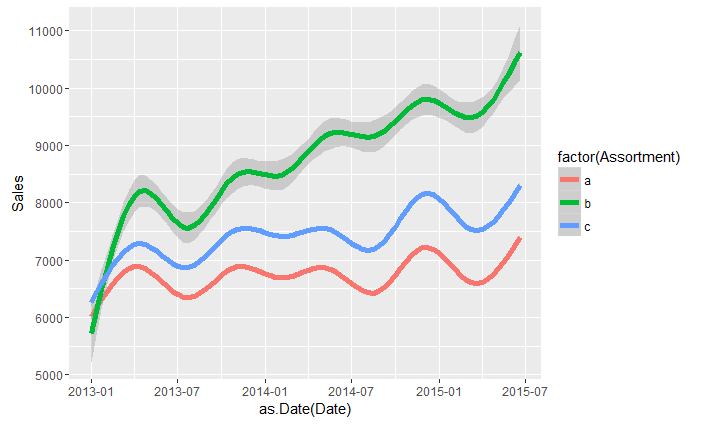 11000
10000
9000
8000
7000
6000
5000
Sales
2013-01 2013-07 2014-01 2014-07 2015-01 2015-07
as.Date(Date)
factor(Assortment)
a
b
c